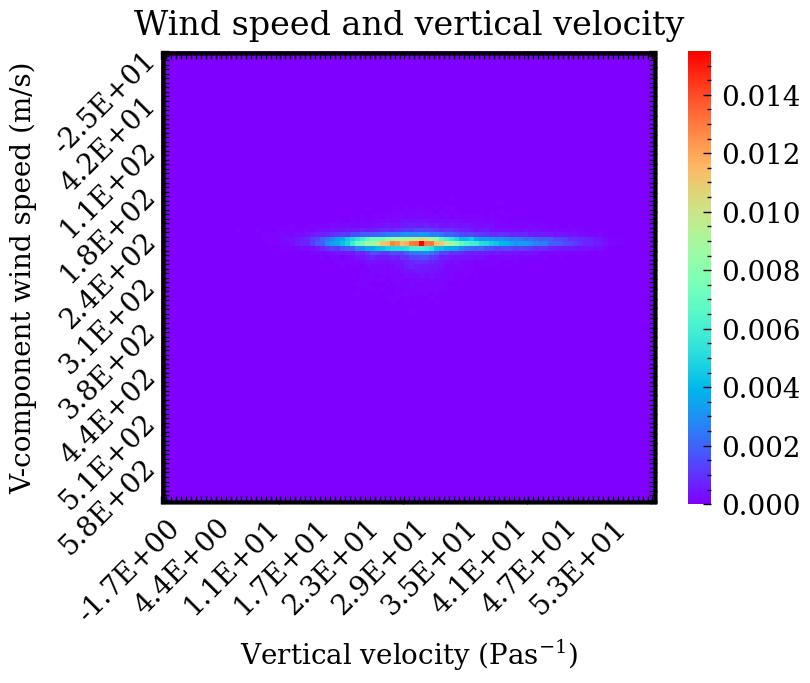 Wind speed and vertical velocity
V-component wind speed (m/s)
-2.5E+01
4.2E+01
1.1E+02
1.8E+02
2.4E+02
3.1E+02
3.8E+02
4.4E+02
5.1E+02
5.8E+02
-1.7E+00
4.4E+00
1.1E+01
1.7E+01
2.3E+01
2.9E+01
3.5E+01
4.1E+01
4.7E+01
5.3E+01
Vertical velocity (Pas⁻¹)
0.014
0.012
0.010
0.008
0.006
0.004
0.002
0.000